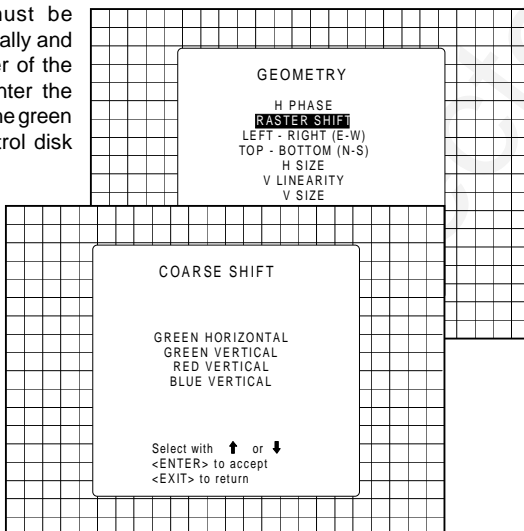 must be
ally and
er of the
nter the
he green
trol disk
GEOMETRY
H PHASE
RASTER SHIFT
LEFT - RIGHT (E-W)
TOP - BOTTOM (N-S)
H SIZE
V LINEARITY
V SIZE
COARSE SHIFT
GREEN HORIZONTAL
GREEN VERTICAL
RED VERTICAL
BLUE VERTICAL
Select with ⬆ or ⬇
<ENTER> to accept
<EXIT> to return